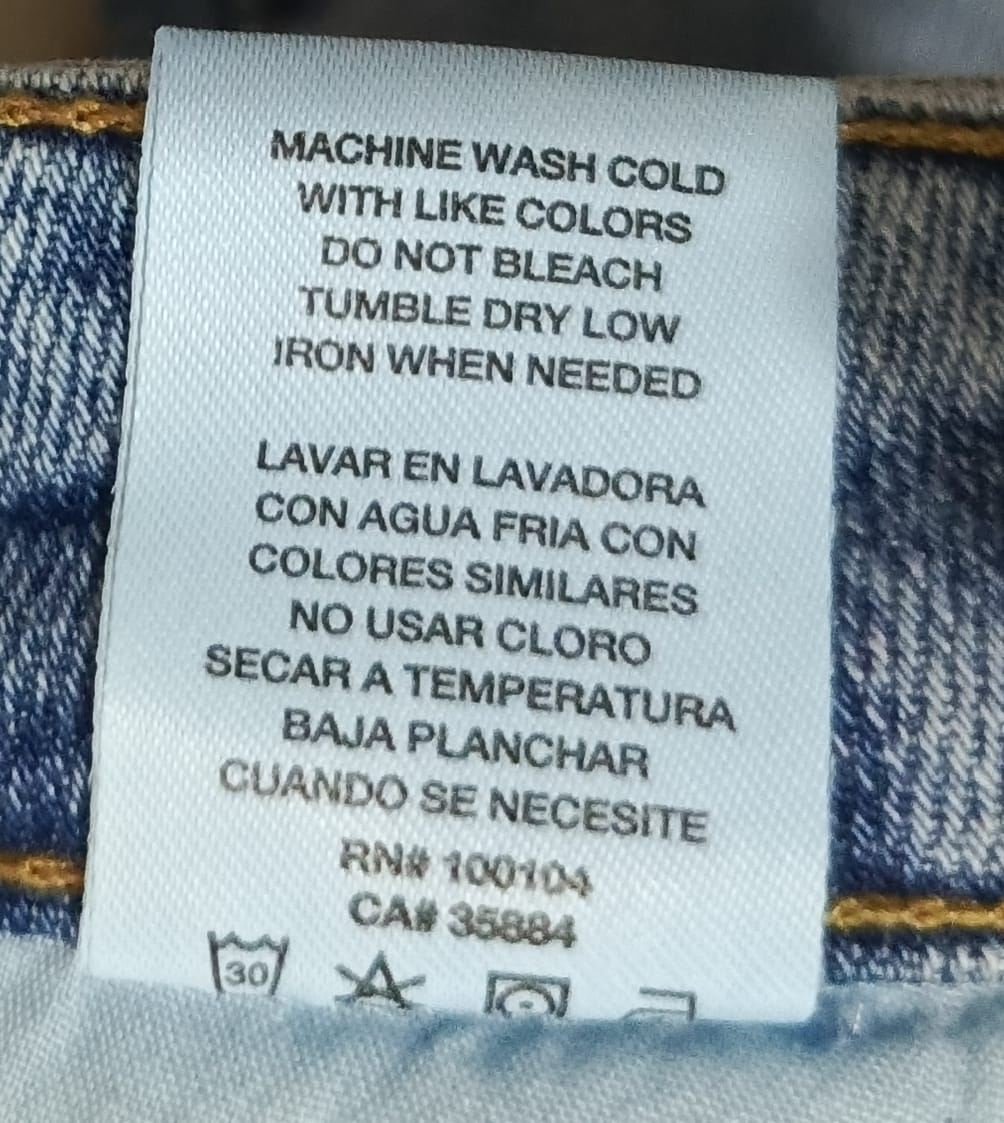 MACHINE WASH COLD
WITH LIKE COLORS
DO NOT BLEACH
TUMBLE DRY LOW
IRON WHEN NEEDED
LAVAR EN LAVADORA
CON AGUA FRIA CON
COLORES SIMILARES
NO USAR CLORO
SECAR A TEMPERATURA
BAJA PLANCHAR
CUANDO SE NECESITE
RN# 100104
CA# 35884
30